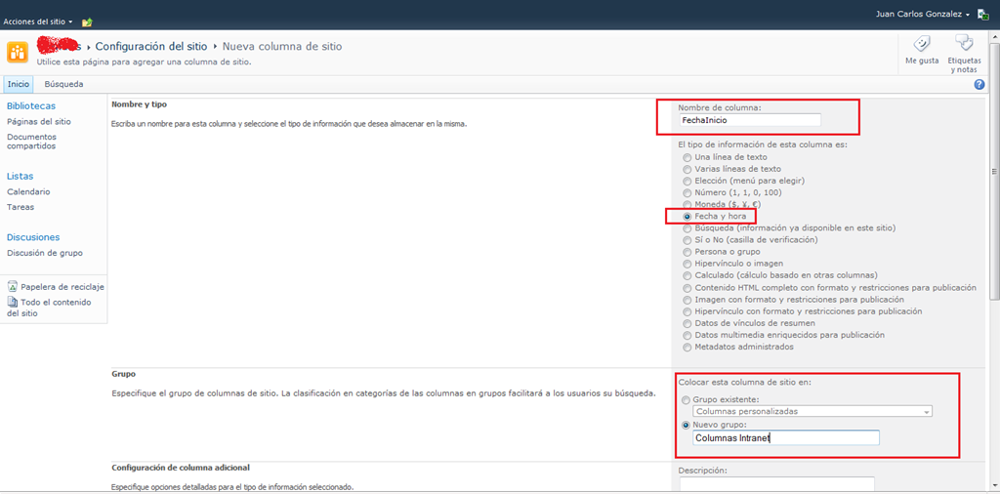 Juan Carlos Gonzalez
Acciones del sitio
s ▸ Configuración del sitio ▸ Nueva columna de sitio
Utilice esta página para agregar una columna de sitio.
Me gusta
Etiquetas y notas
Inicio
Búsqueda
Bibliotecas
Páginas del sitio
Documentos
compartidos
Listas
Calendario
Tareas
Discusiones
Discusión de grupo
Papelera de reciclaje
Todo el contenido
del sitio
Nombre y tipo
Escriba un nombre para esta columna y seleccione el tipo de información que desea almacenar en la misma.
Nombre de columna:
FechaInicio
El tipo de información de esta columna es:
Una línea de texto
Varias líneas de texto
Elección (menú para elegir)
Número (1, 1, 0, 100)
Moneda ($, ¥, €)
Fecha y hora
Búsqueda (información ya disponible en este sitio)
Sí o No (casilla de verificación)
Persona o grupo
Hipervínculo o imagen
Calculado (cálculo basado en otras columnas)
Contenido HTML completo con formato y restricciones para publicación
Imagen con formato y restricciones para publicación
Hipervínculo con formato y restricciones para publicación
Datos de vínculos de resumen
Datos multimedia enriquecidos para publicación
Metadatos administrados
Grupo
Especifique el grupo de columnas de sitio. La clasificación en categorías de las columnas en grupos facilitará a los usuarios su búsqueda.
Colocar esta columna de sitio en:
Grupo existente:
Columnas personalizadas
Nuevo grupo:
Columnas Intranet
Configuración de columna adicional
Especifique opciones detalladas para el tipo de información seleccionado.
Descripción: